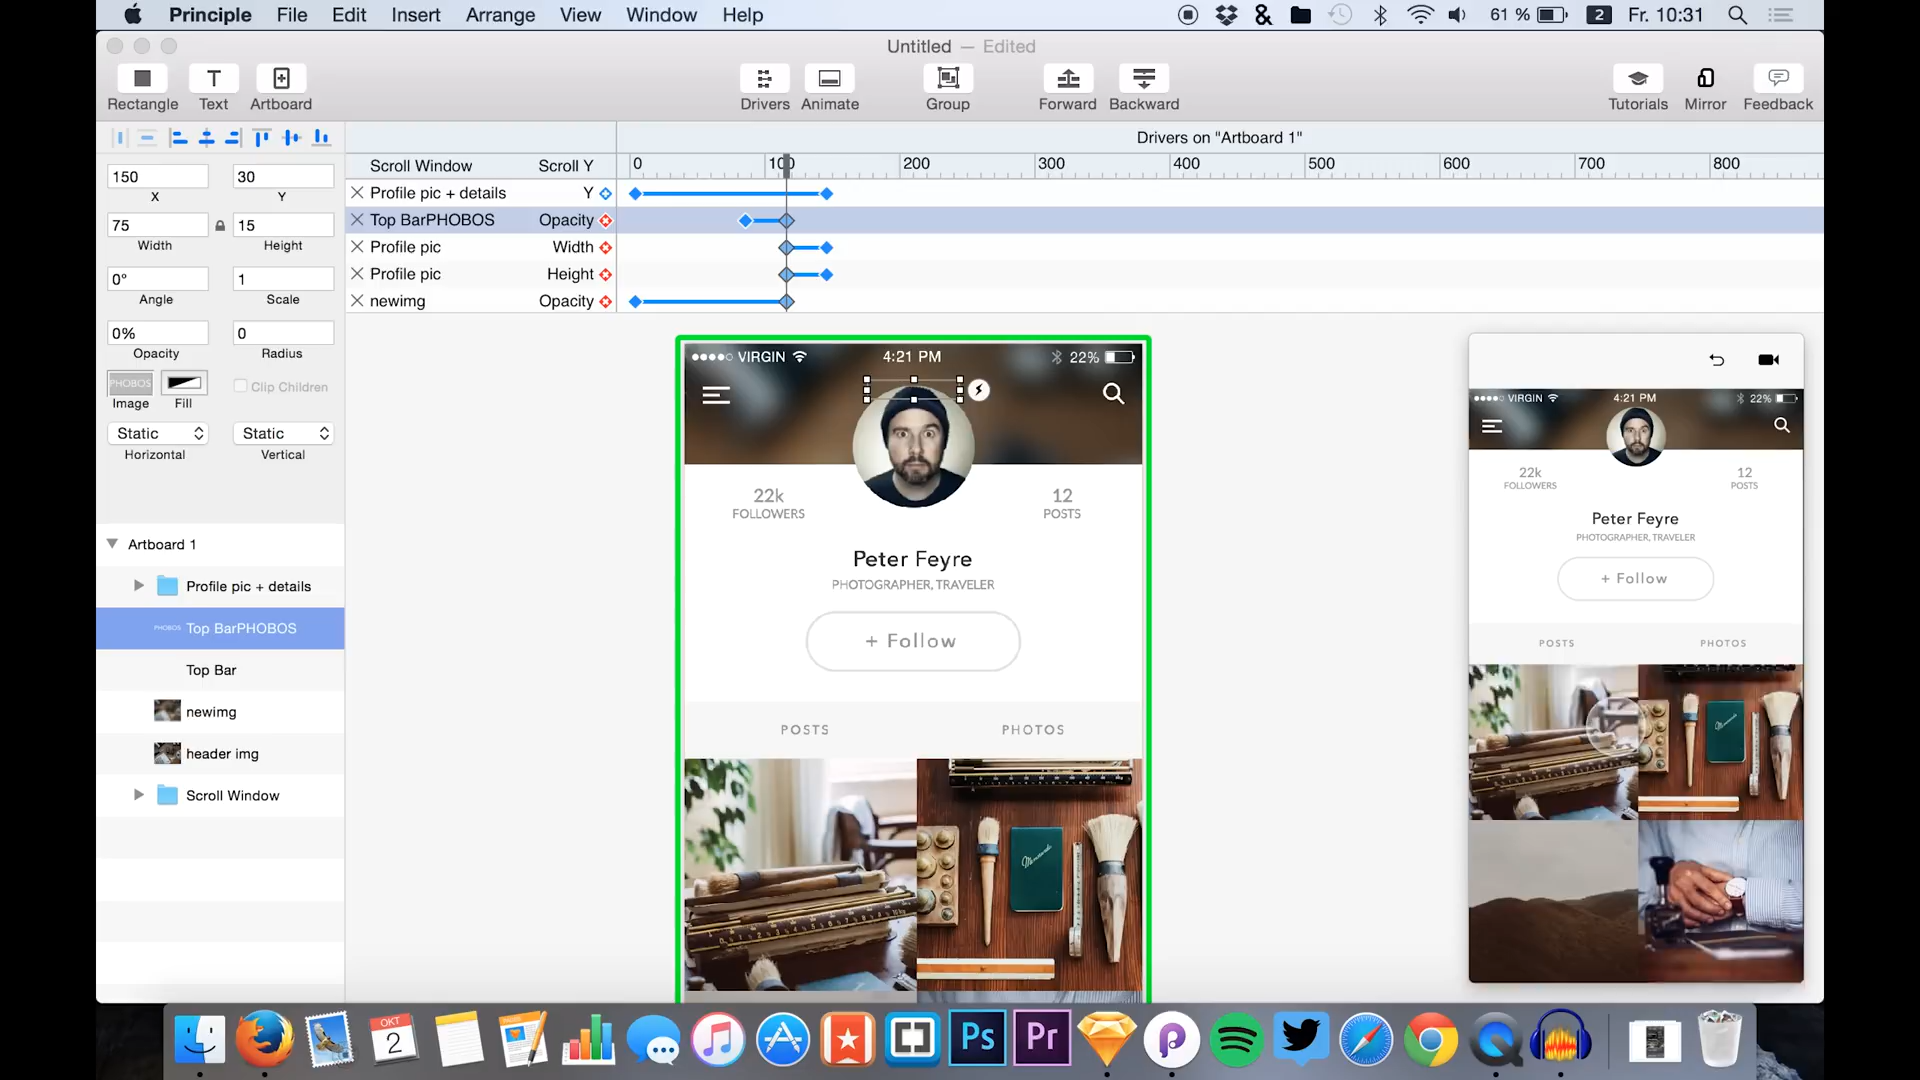 Principle File Edit Insert Arrange View Window Help
61 % 2 Fr. 10:31
Untitled — Edited
Rectangle Text Artboard Drivers Animate Group Forward Backward Tutorials Mirror Feedback
Drivers on "Artboard 1"
Scroll Window Scroll Y 0 100 200 300 400 500 600 700 800
Profile pic + details Y
Top BarPHOBOS Opacity
Profile pic Width
Profile pic Height
newimg Opacity
150 30
X Y
75 15
Width Height
0° 1
Angle Scale
0% 0
Opacity Radius
PHOBOS Clip Children
Image Fill
Static Static
Horizontal Vertical
Artboard 1
Profile pic + details
PHOBOS Top BarPHOBOS
Top Bar
newimg
header img
Scroll Window
VIRGIN 4:21 PM 22%
22k 12
FOLLOWERS POSTS
Peter Feyre
PHOTOGRAPHER, TRAVELER
+ Follow
POSTS PHOTOS
VIRGIN 4:21 PM 22%
22k 12
FOLLOWERS POSTS
Peter Feyre
PHOTOGRAPHER, TRAVELER
+ Follow
POSTS PHOTOS
OKT
2
Ps Pr